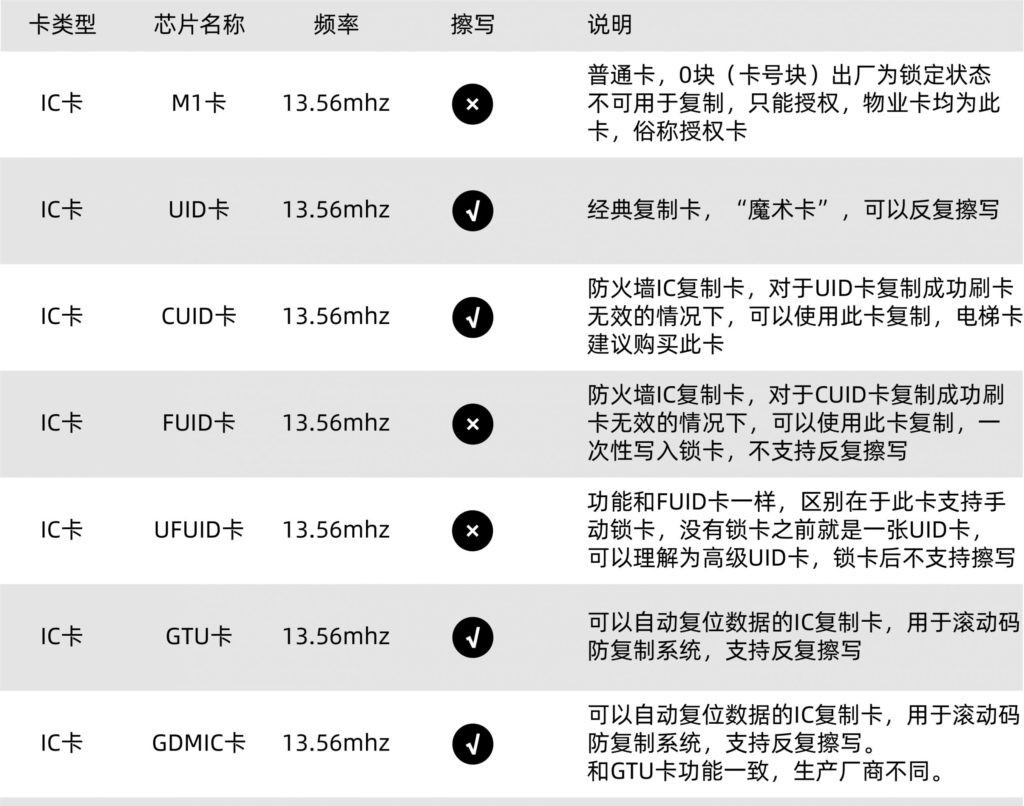 卡类型 芯片名称 频率 擦写 说明
IC卡 M1卡 13.56mhz × 普通卡，0块（卡号块）出厂为锁定状态
不可用于复制，只能授权，物业卡均为此
卡，俗称授权卡
IC卡 UID卡 13.56mhz √ 经典复制卡，“魔术卡”，可以反复擦写
IC卡 CUID卡 13.56mhz √ 防火墙IC复制卡，对于UID卡复制成功刷卡
无效的情况下，可以使用此卡复制，电梯卡
建议购买此卡
IC卡 FUID卡 13.56mhz × 防火墙IC复制卡，对于CUID卡复制成功刷
卡无效的情况下，可以使用此卡复制，一
次性写入锁卡，不支持反复擦写
IC卡 UFUID卡 13.56mhz × 功能和FUID卡一样，区别在于此卡支持手
动锁卡，没有锁卡之前就是一张UID卡，
可以理解为高级UID卡，锁卡后不支持擦写
IC卡 GTU卡 13.56mhz √ 可以自动复位数据的IC复制卡，用于滚动码
防复制系统，支持反复擦写
IC卡 GDMIC卡 13.56mhz √ 可以自动复位数据的IC复制卡，用于滚动码
防复制系统，支持反复擦写。
和GTU卡功能一致，生产厂商不同。